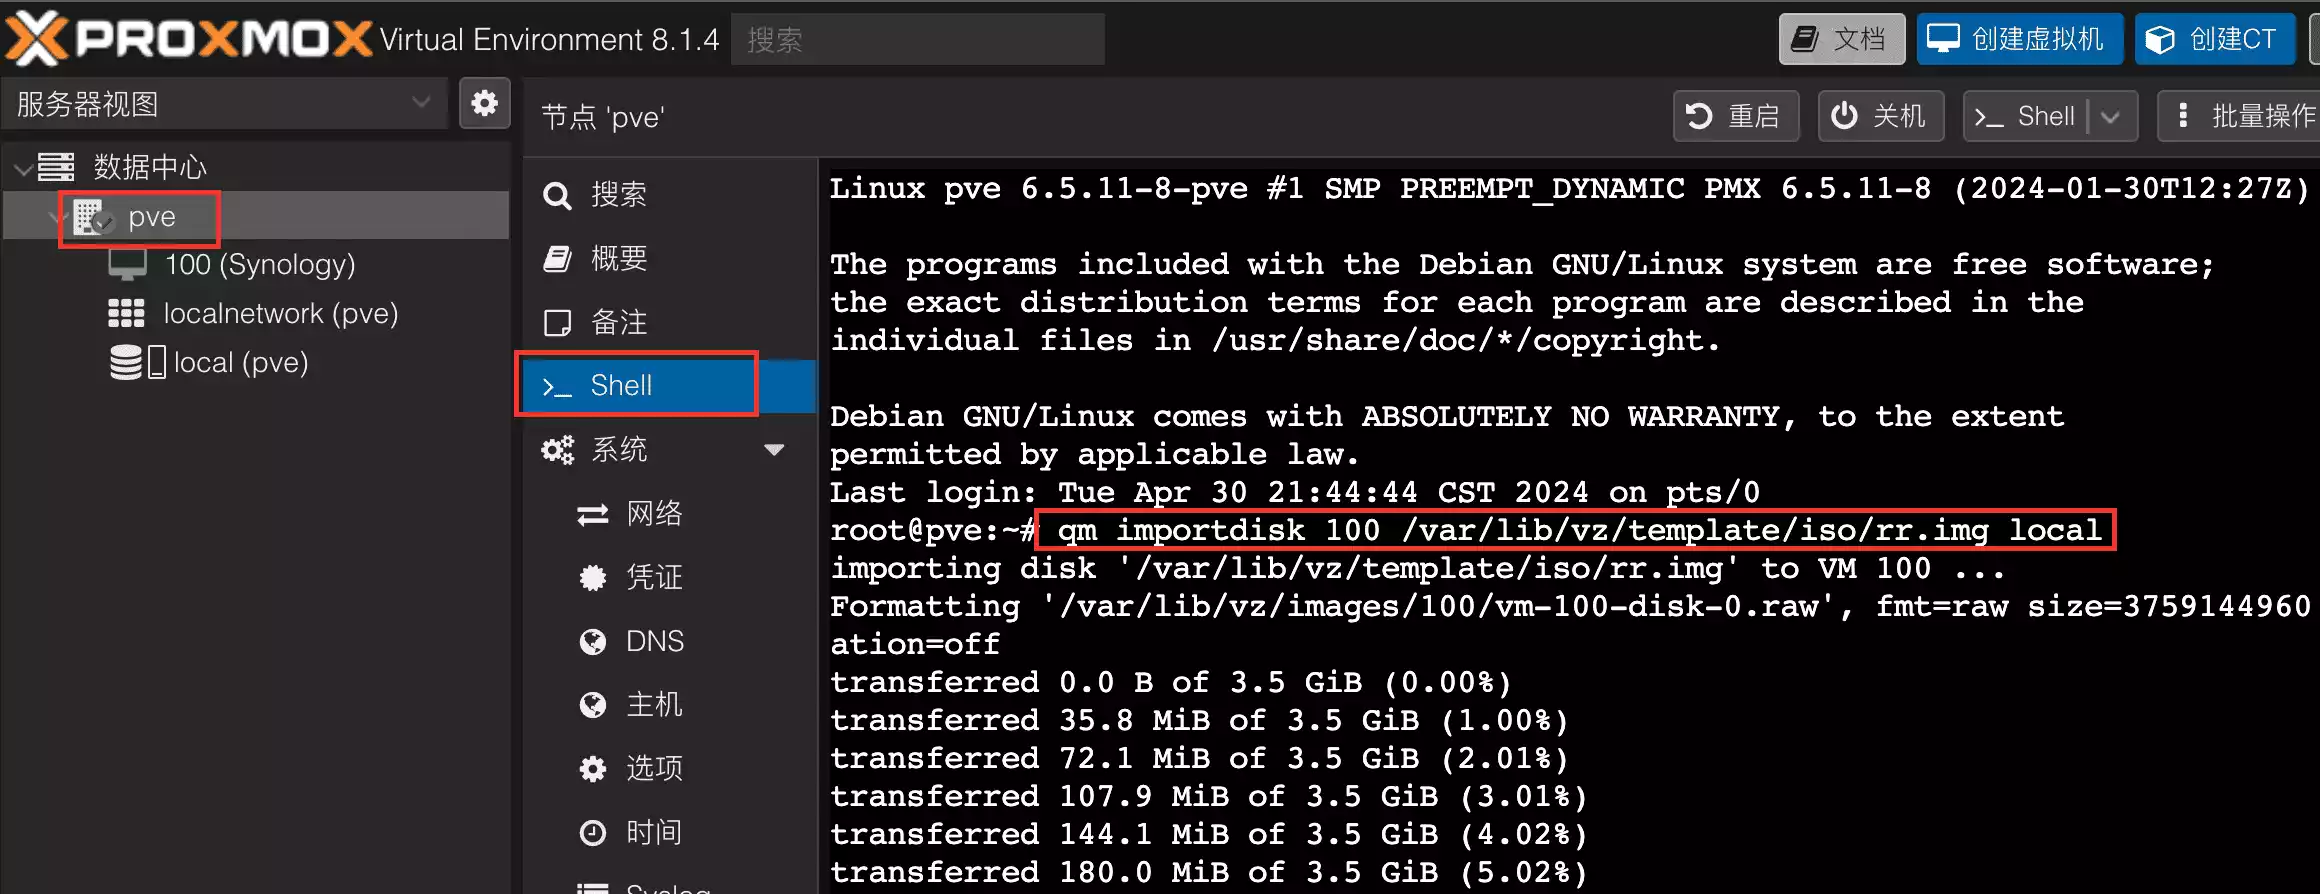 PROXMOX Virtual Environment 8.1.4
搜索
文档
创建虚拟机
创建CT
服务器视图
数据中心
pve
100 (Synology)
localnetwork (pve)
local (pve)
节点 'pve'
重启
关机
Shell
批量操作
搜索
概要
备注
Shell
系统
网络
凭证
DNS
主机
选项
时间
Syslog
Linux pve 6.5.11-8-pve #1 SMP PREEMPT_DYNAMIC PMX 6.5.11-8 (2024-01-30T12:27Z)
The programs included with the Debian GNU/Linux system are free software;
the exact distribution terms for each program are described in the
individual files in /usr/share/doc/*/copyright.
Debian GNU/Linux comes with ABSOLUTELY NO WARRANTY, to the extent
permitted by applicable law.
Last login: Tue Apr 30 21:44:44 CST 2024 on pts/0
root@pve:~# qm importdisk 100 /var/lib/vz/template/iso/rr.img local
importing disk '/var/lib/vz/template/iso/rr.img' to VM 100 ...
Formatting '/var/lib/vz/images/100/vm-100-disk-0.raw', fmt=raw size=3759144960
ation=off
transferred 0.0 B of 3.5 GiB (0.00%)
transferred 35.8 MiB of 3.5 GiB (1.00%)
transferred 72.1 MiB of 3.5 GiB (2.01%)
transferred 107.9 MiB of 3.5 GiB (3.01%)
transferred 144.1 MiB of 3.5 GiB (4.02%)
transferred 180.0 MiB of 3.5 GiB (5.02%)